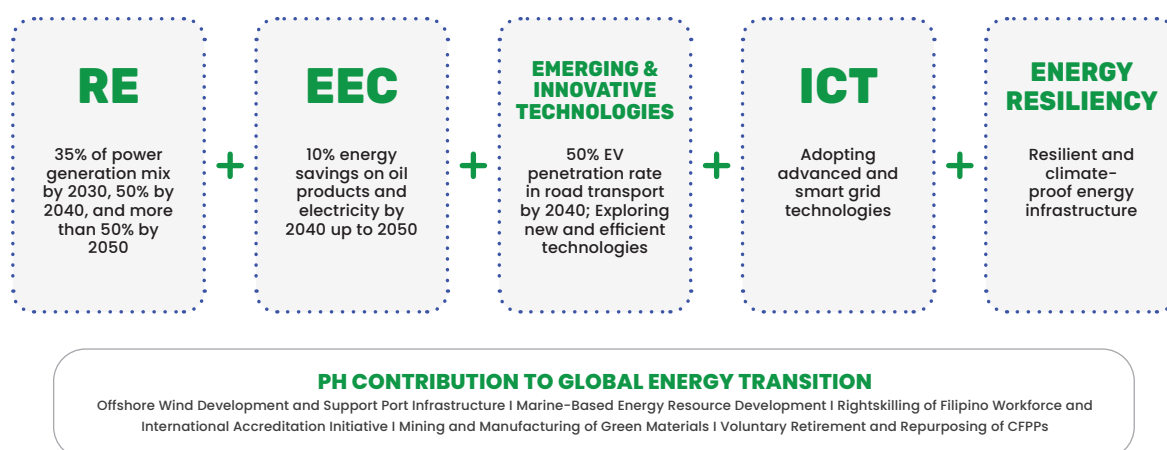 RE
35% of power
generation mix
by 2030, 50% by
2040, and more
than 50% by
2050
+
EEC
10% energy
savings on oil
products and
electricity by
2040 up to 2050
+
EMERGING &
INNOVATIVE
TECHNOLOGIES
50% EV
penetration rate
in road transport
by 2040; Exploring
new and efficient
technologies
+
ICT
Adopting
advanced and
smart grid
technologies
+
ENERGY
RESILIENCY
Resilient and
climate-
proof energy
infrastructure
PH CONTRIBUTION TO GLOBAL ENERGY TRANSITION
Offshore Wind Development and Support Port Infrastructure I Marine-Based Energy Resource Development I Rightskilling of Filipino Workforce and
International Accreditation Initiative I Mining and Manufacturing of Green Materials I Voluntary Retirement and Repurposing of CFPPs